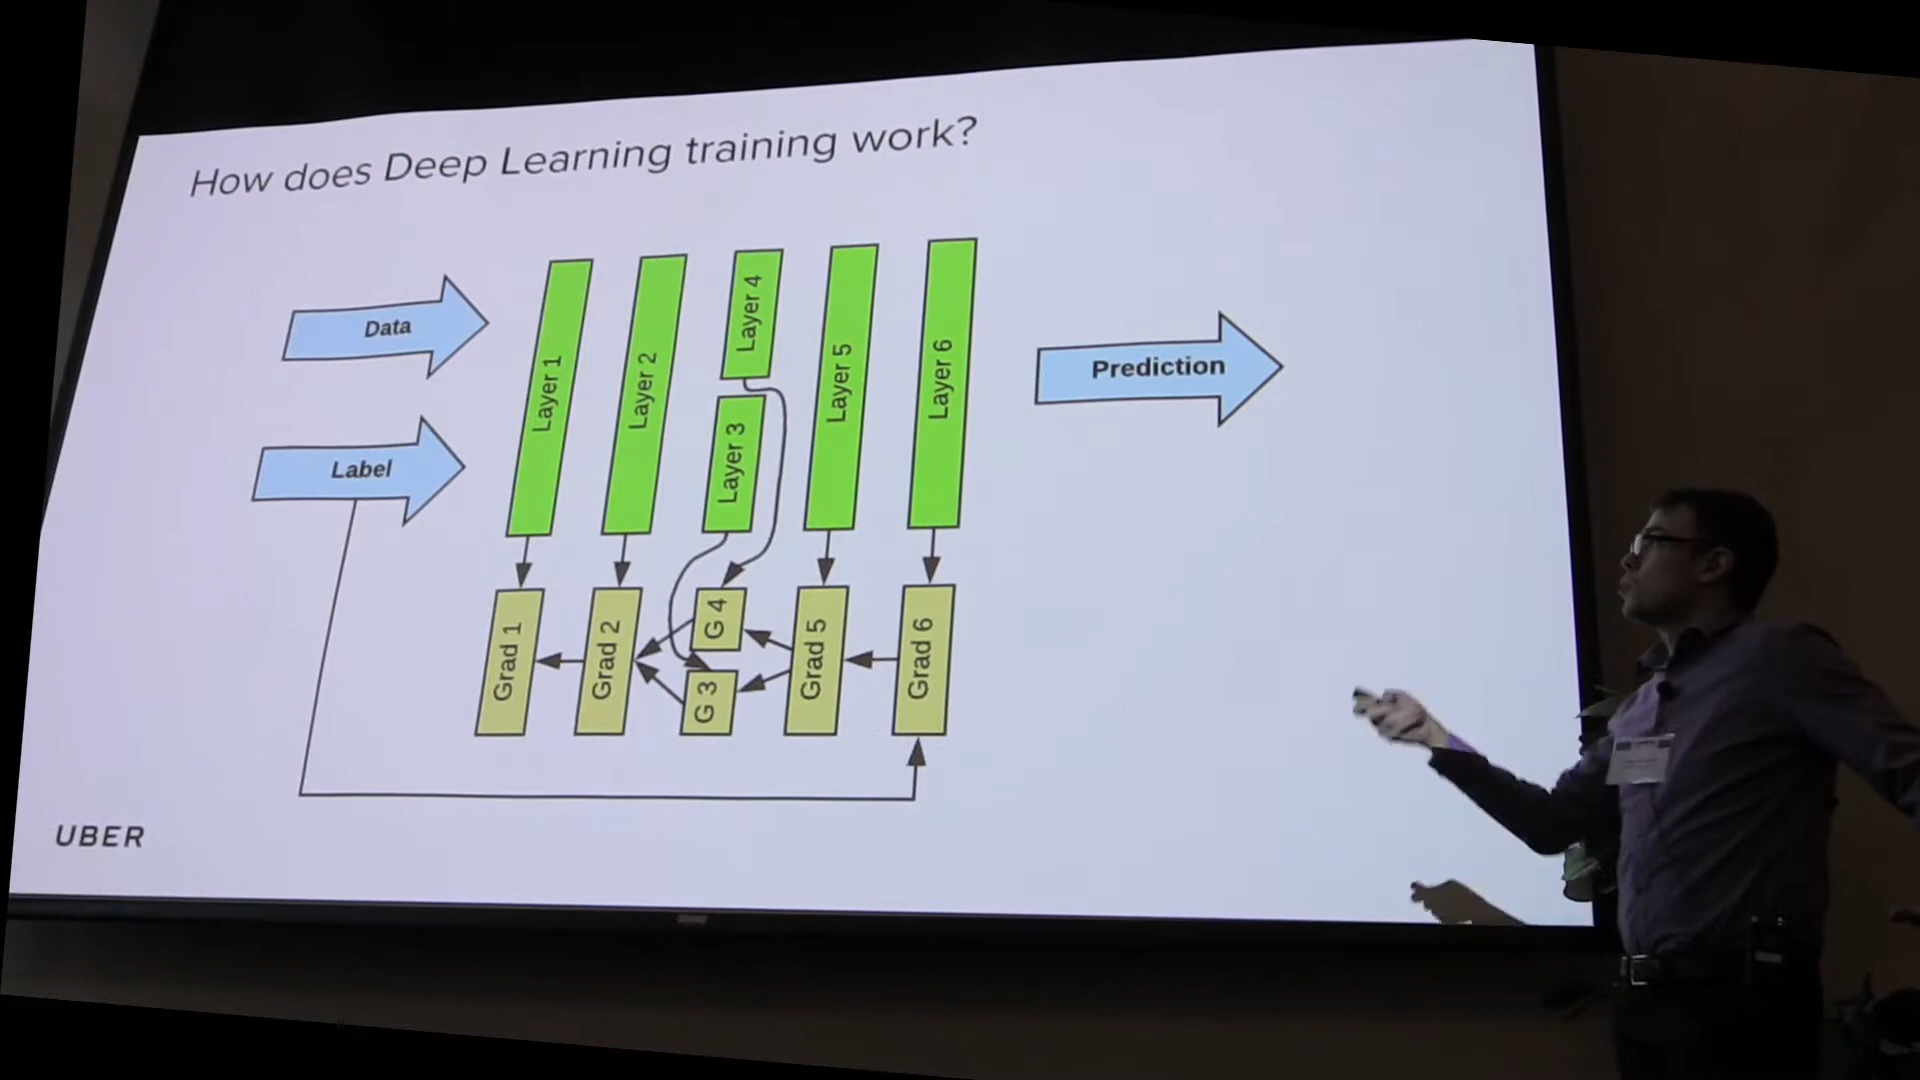 How does Deep Learning training work?
Data
Label
Layer 1
Layer 2
Layer 4
Layer 3
Layer 5
Layer 6
Prediction
Grad 1
Grad 2
G 4
G 3
Grad 5
Grad 6
UBER